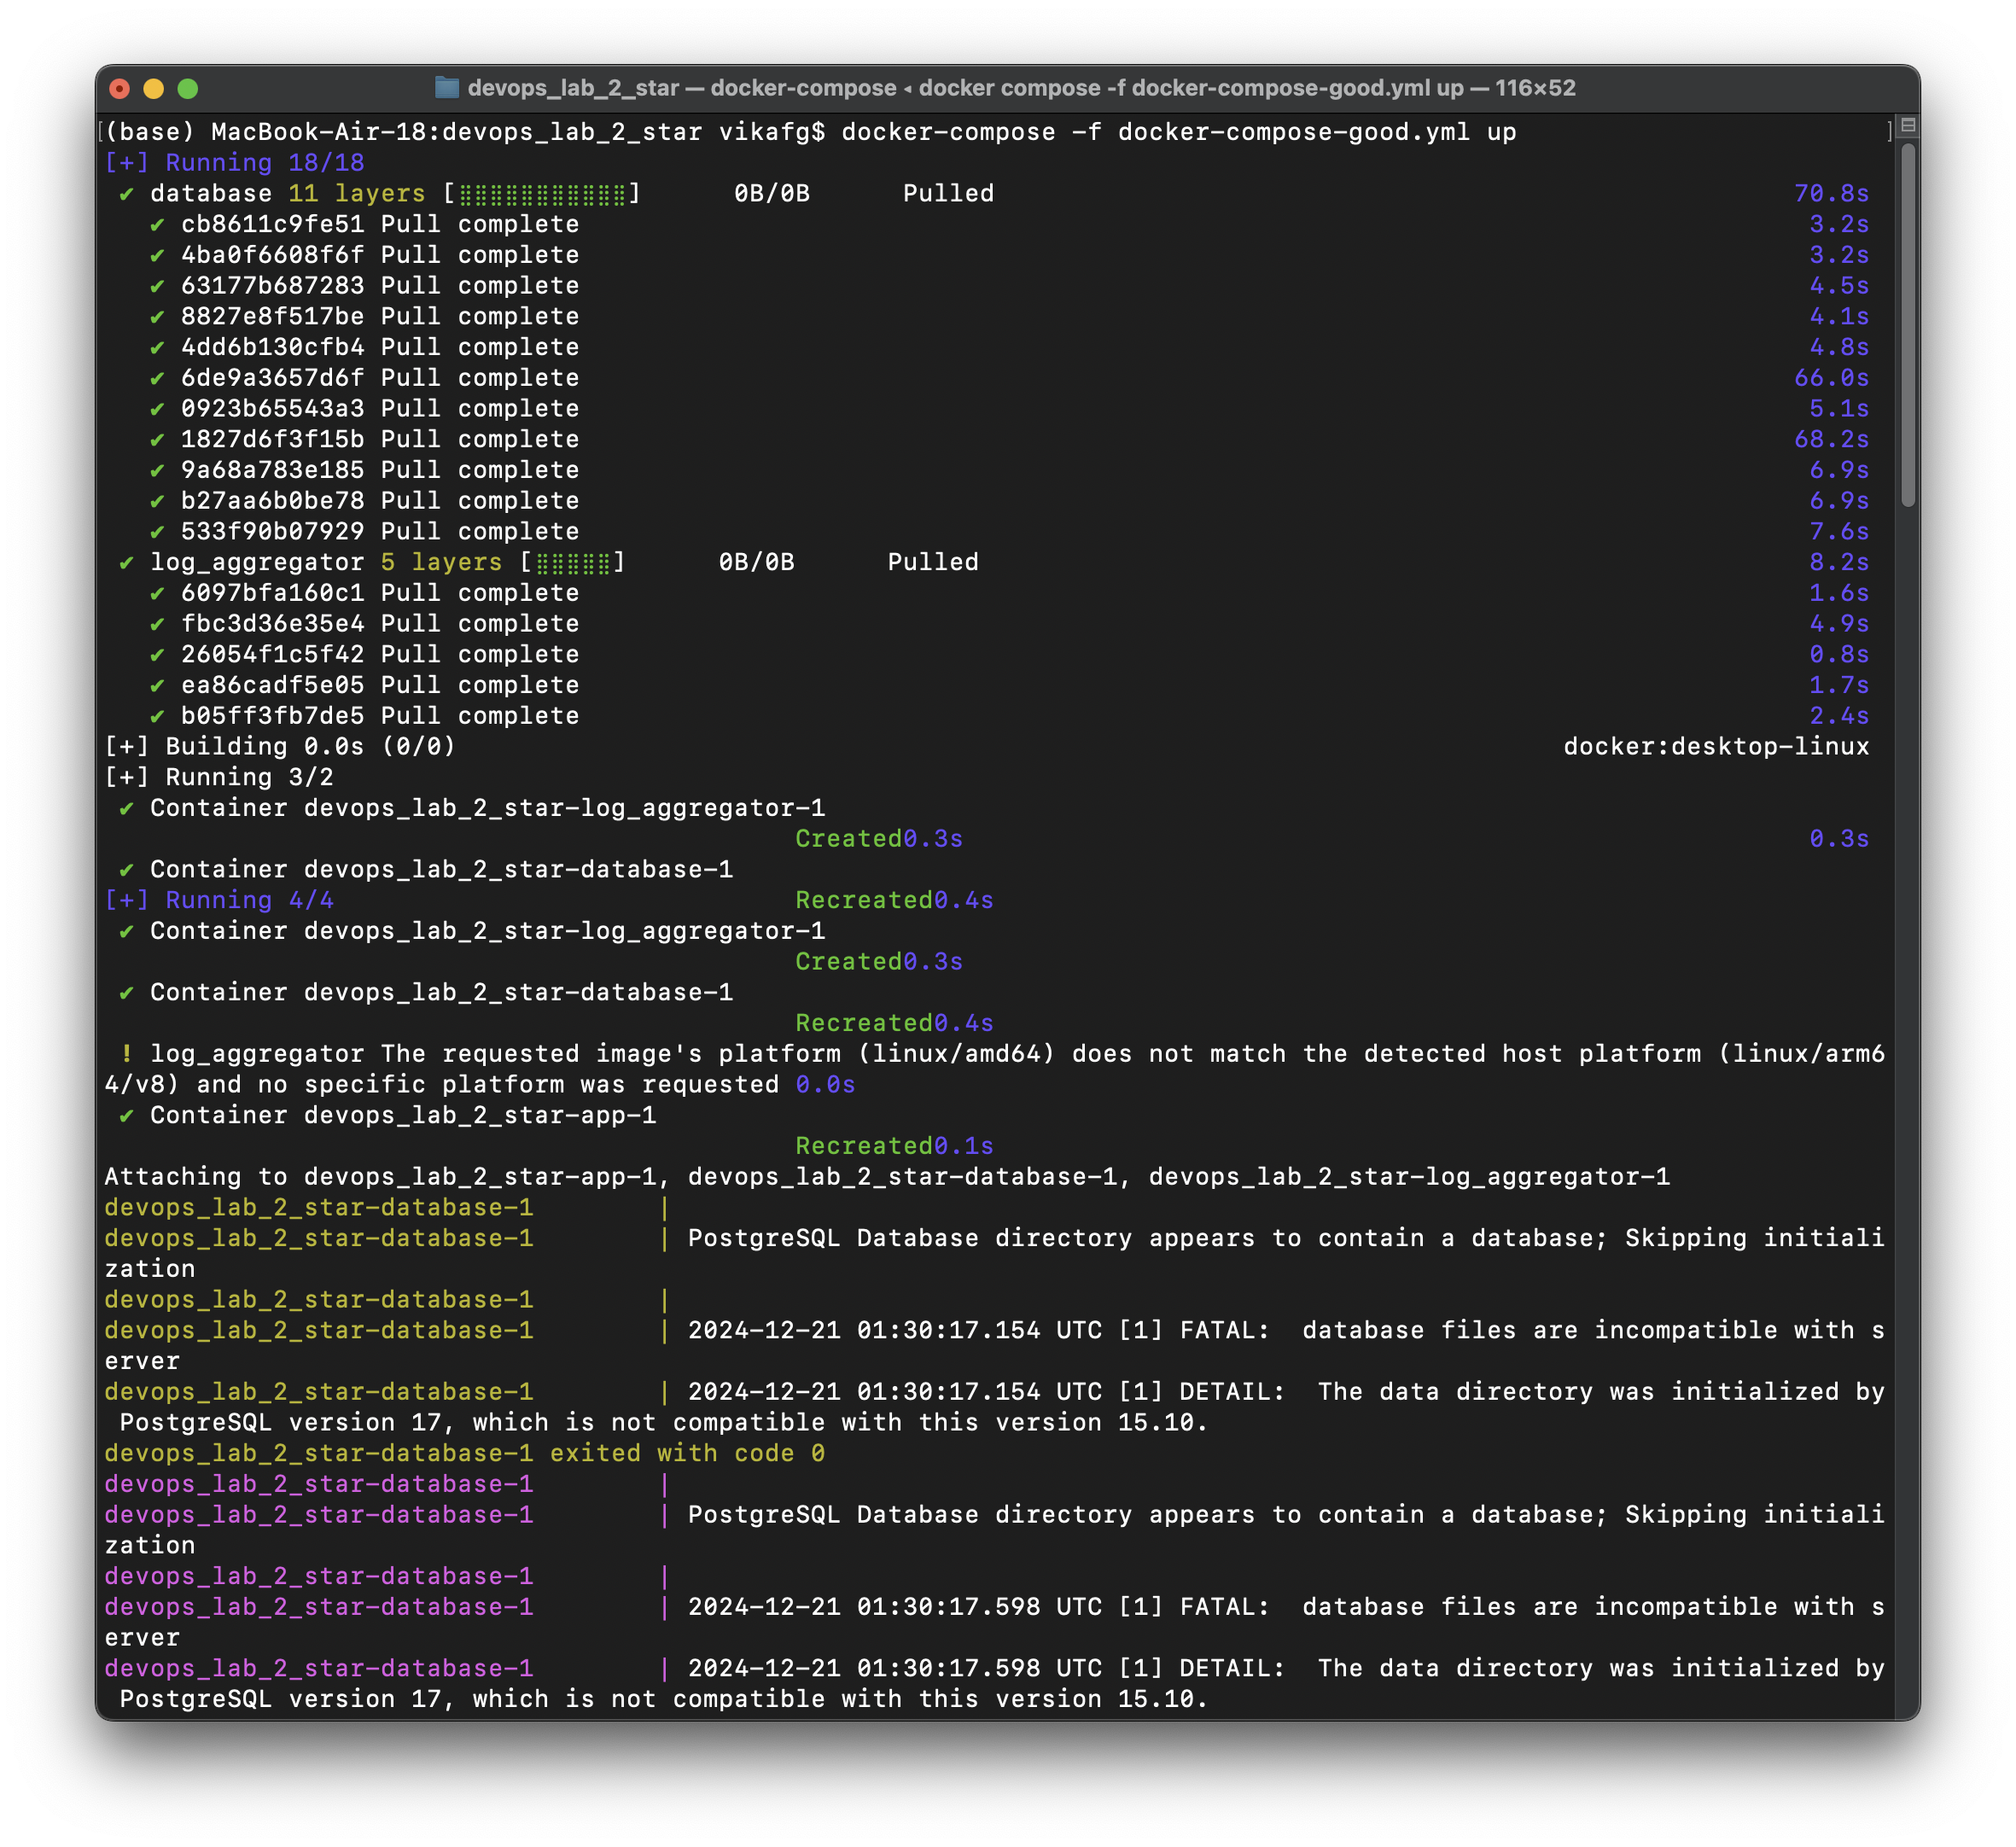 devops_lab_2_star — docker-compose ◂ docker compose -f docker-compose-good.yml up — 116×52
[(base) MacBook-Air-18:devops_lab_2_star vikafg$ docker-compose -f docker-compose-good.yml up ]
[+] Running 18/18
✔ database 11 layers [⣿⣿⣿⣿⣿⣿⣿⣿⣿⣿⣿] 0B/0B Pulled 70.8s
✔ cb8611c9fe51 Pull complete 3.2s
✔ 4ba0f6608f6f Pull complete 3.2s
✔ 63177b687283 Pull complete 4.5s
✔ 8827e8f517be Pull complete 4.1s
✔ 4dd6b130cfb4 Pull complete 4.8s
✔ 6de9a3657d6f Pull complete 66.0s
✔ 0923b65543a3 Pull complete 5.1s
✔ 1827d6f3f15b Pull complete 68.2s
✔ 9a68a783e185 Pull complete 6.9s
✔ b27aa6b0be78 Pull complete 6.9s
✔ 533f90b07929 Pull complete 7.6s
✔ log_aggregator 5 layers [⣿⣿⣿⣿⣿] 0B/0B Pulled 8.2s
✔ 6097bfa160c1 Pull complete 1.6s
✔ fbc3d36e35e4 Pull complete 4.9s
✔ 26054f1c5f42 Pull complete 0.8s
✔ ea86cadf5e05 Pull complete 1.7s
✔ b05ff3fb7de5 Pull complete 2.4s
[+] Building 0.0s (0/0) docker:desktop-linux
[+] Running 3/2
✔ Container devops_lab_2_star-log_aggregator-1
Created0.3s 0.3s
✔ Container devops_lab_2_star-database-1
[+] Running 4/4 Recreated0.4s
✔ Container devops_lab_2_star-log_aggregator-1
Created0.3s
✔ Container devops_lab_2_star-database-1
Recreated0.4s
! log_aggregator The requested image's platform (linux/amd64) does not match the detected host platform (linux/arm6
4/v8) and no specific platform was requested 0.0s
✔ Container devops_lab_2_star-app-1
Recreated0.1s
Attaching to devops_lab_2_star-app-1, devops_lab_2_star-database-1, devops_lab_2_star-log_aggregator-1
devops_lab_2_star-database-1 |
devops_lab_2_star-database-1 | PostgreSQL Database directory appears to contain a database; Skipping initiali
zation
devops_lab_2_star-database-1 |
devops_lab_2_star-database-1 | 2024-12-21 01:30:17.154 UTC [1] FATAL:  database files are incompatible with s
erver
devops_lab_2_star-database-1 | 2024-12-21 01:30:17.154 UTC [1] DETAIL:  The data directory was initialized by
PostgreSQL version 17, which is not compatible with this version 15.10.
devops_lab_2_star-database-1 exited with code 0
devops_lab_2_star-database-1 |
devops_lab_2_star-database-1 | PostgreSQL Database directory appears to contain a database; Skipping initiali
zation
devops_lab_2_star-database-1 |
devops_lab_2_star-database-1 | 2024-12-21 01:30:17.598 UTC [1] FATAL:  database files are incompatible with s
erver
devops_lab_2_star-database-1 | 2024-12-21 01:30:17.598 UTC [1] DETAIL:  The data directory was initialized by
PostgreSQL version 17, which is not compatible with this version 15.10.